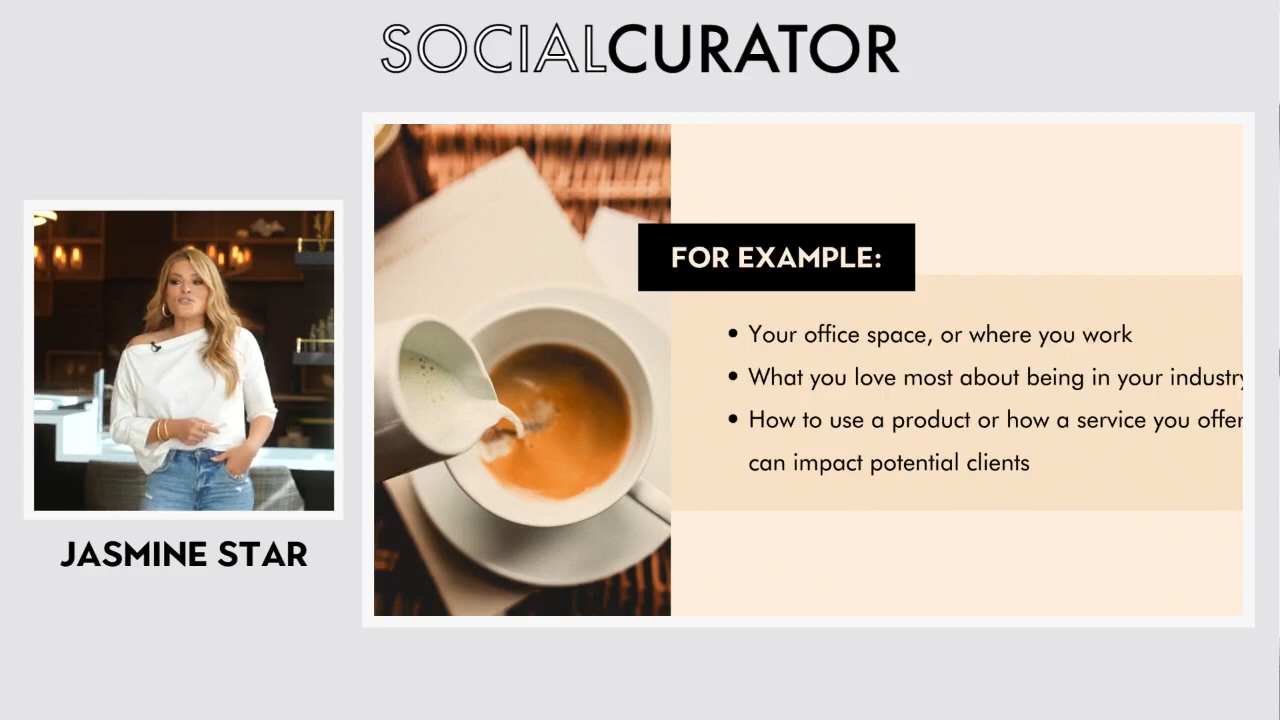 SOCIALCURATOR
FOR EXAMPLE:
• Your office space, or where you work
• What you love most about being in your industry
• How to use a product or how a service you offer
can impact potential clients
JASMINE STAR